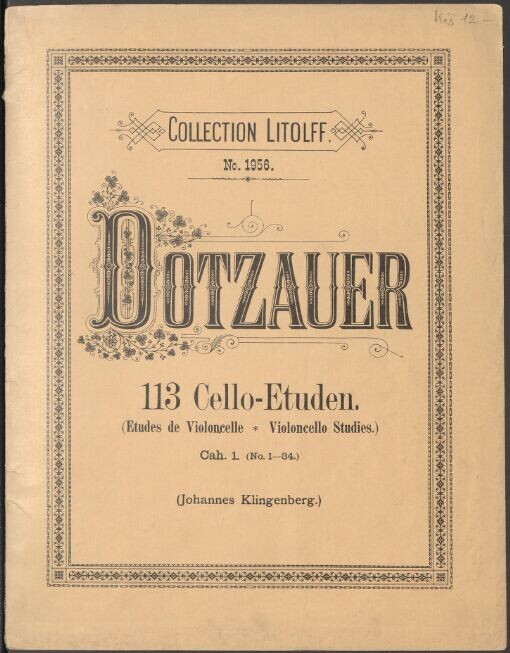 Kčs 12.-
COLLECTION LITOLFF.
No. 1956.
DOTZAUER
113 Cello-Etuden.
(Etudes de Violoncelle * Violoncello Studies.)
Cah. 1. (No. 1—34.)
(Johannes Klingenberg.)